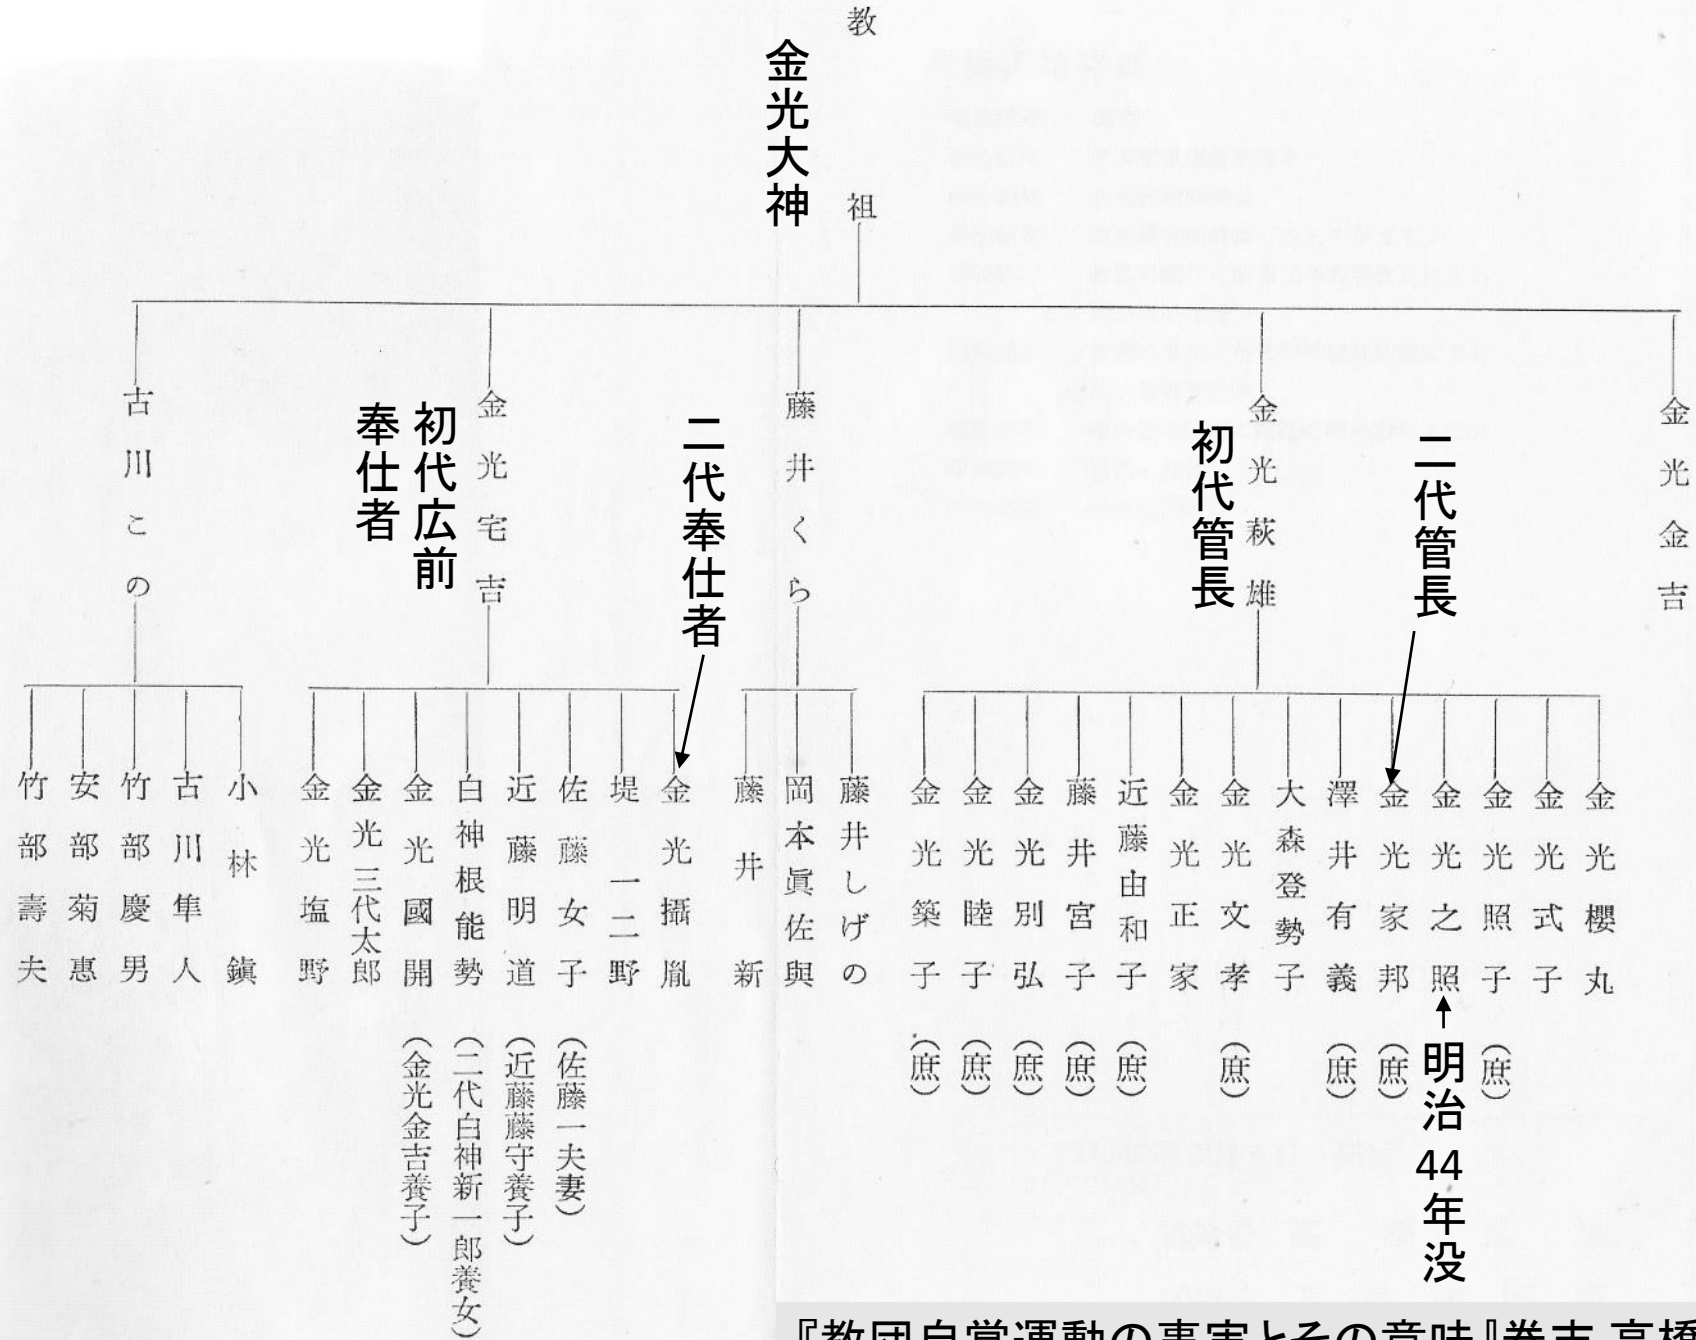 教祖
金光大神
金光金吉
金光萩雄
初代管長
二代管長
藤井くら
二代奉仕者
金光宅吉
初代広前
奉仕者
古川この
金光櫻丸
金光式子
金光照子（庶）
金光之照
明治44年没
金光家邦（庶）
澤井有義（庶）
大森登勢子
金光文孝（庶）
金光正家
近藤由和子（庶）
藤井宮子（庶）
金光別弘（庶）
金光睦子（庶）
金光築子（庶）
藤井しげの
岡本眞佐與
藤井新
金光攝胤
堤一二野
佐藤女子（佐藤一夫妻）
近藤明道（近藤藤守養子）
白神根能勢（二代白神新一郎養女）
金光國開（金光金吉養子）
金光三代太郎
金光塩野
小林鎭
古川隼人
竹部慶男
安部菊惠
竹部壽夫
『教団自覚運動の事実とその意味』巻末 高橋